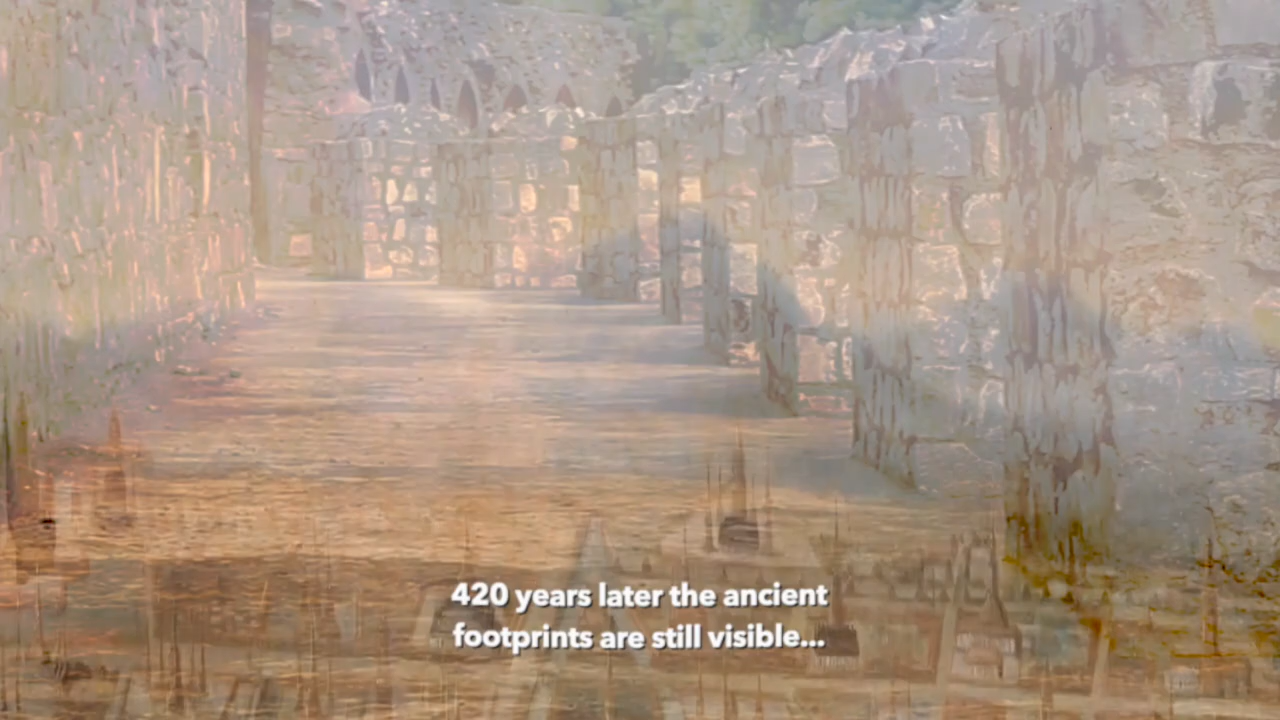 420 years later the ancient
footprints are still visible...